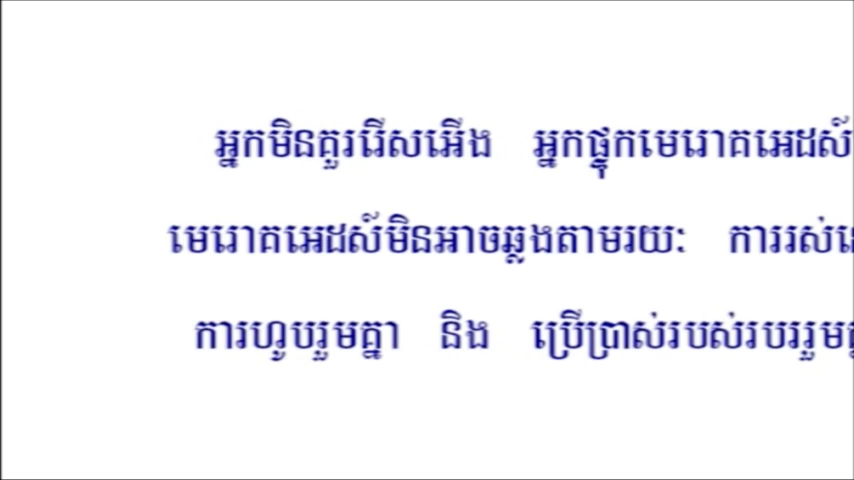 អ្នកមិនគួររើសអើង អ្នកផ្ទុកមេរោគអេដស៍
មេរោគអេដស៍មិនអាចឆ្លងតាមរយៈ ការរស់
ការហូបរួមគ្នា និង ប្រើប្រាស់របស់របររួម